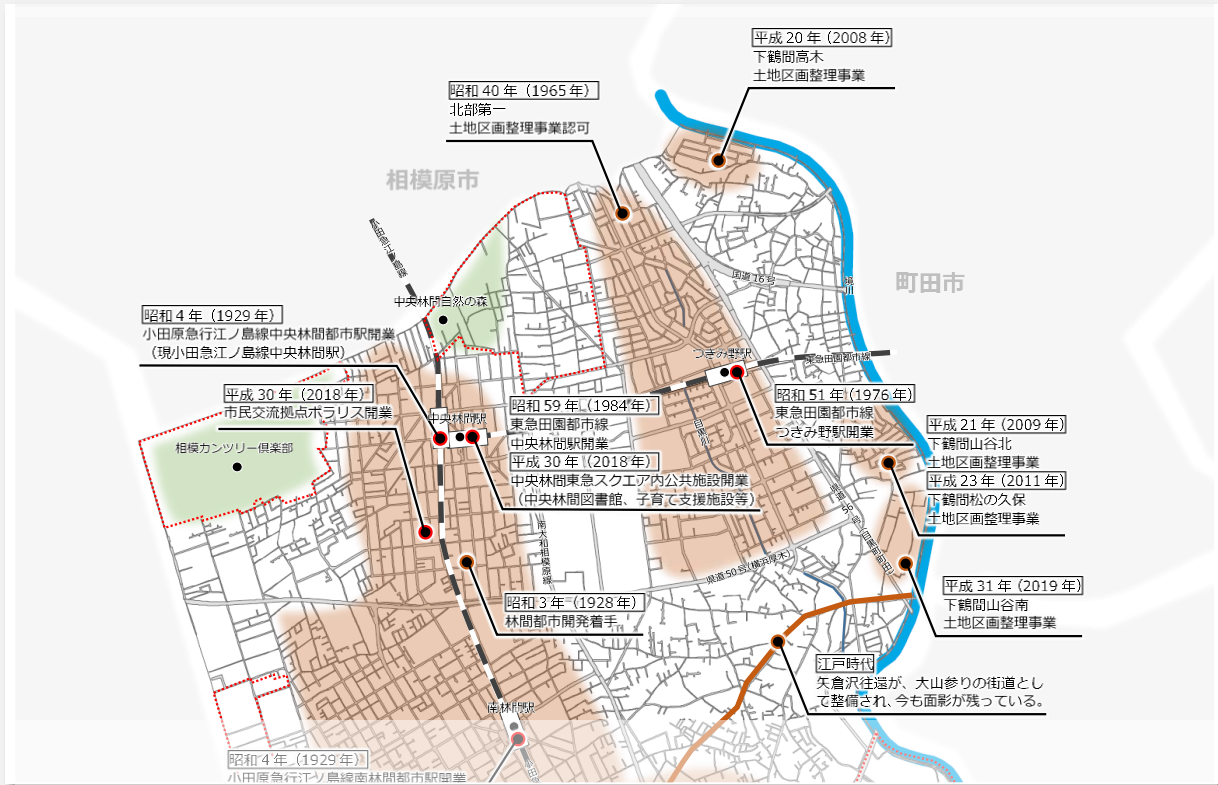 平成 20 年（2008 年）
下鶴間高木
土地区画整理事業
昭和 40 年（1965 年）
北部第一
土地区画整理事業認可
相模原市
小田急江ノ島線
国道 16 号
境川
町田市
中央林間自然の森
昭和 4 年（1929 年）
小田原急行江ノ島線中央林間都市駅開業
（現小田急江ノ島線中央林間駅）
つきみ野駅
東急田園都市線
平成 30 年（2018 年）
市民交流拠点ポラリス開業
中央林間駅
昭和 59 年（1984 年）
東急田園都市線
中央林間駅開業
平成 30 年（2018 年）
中央林間東急スクエア内公共施設開業
（中央林間図書館、子育て支援施設等）
目黒川
昭和 51 年（1976 年）
東急田園都市線
つきみ野駅開業
平成 21 年（2009 年）
下鶴間山谷北
土地区画整理事業
平成 23 年（2011 年）
下鶴間松の久保
土地区画整理事業
相模カンツリー倶楽部
南大和相模原線
県道 56 号
県道 50 号（横浜厚木）
昭和 3 年（1928 年）
林間都市開発着手
平成 31 年（2019 年）
下鶴間山谷南
土地区画整理事業
江戸時代
矢倉沢往還が、大山参りの街道とし
て整備され、今も面影が残っている。
南林間駅
昭和 4 年（1929 年）
小田原急行江ノ島線南林間都市駅開業